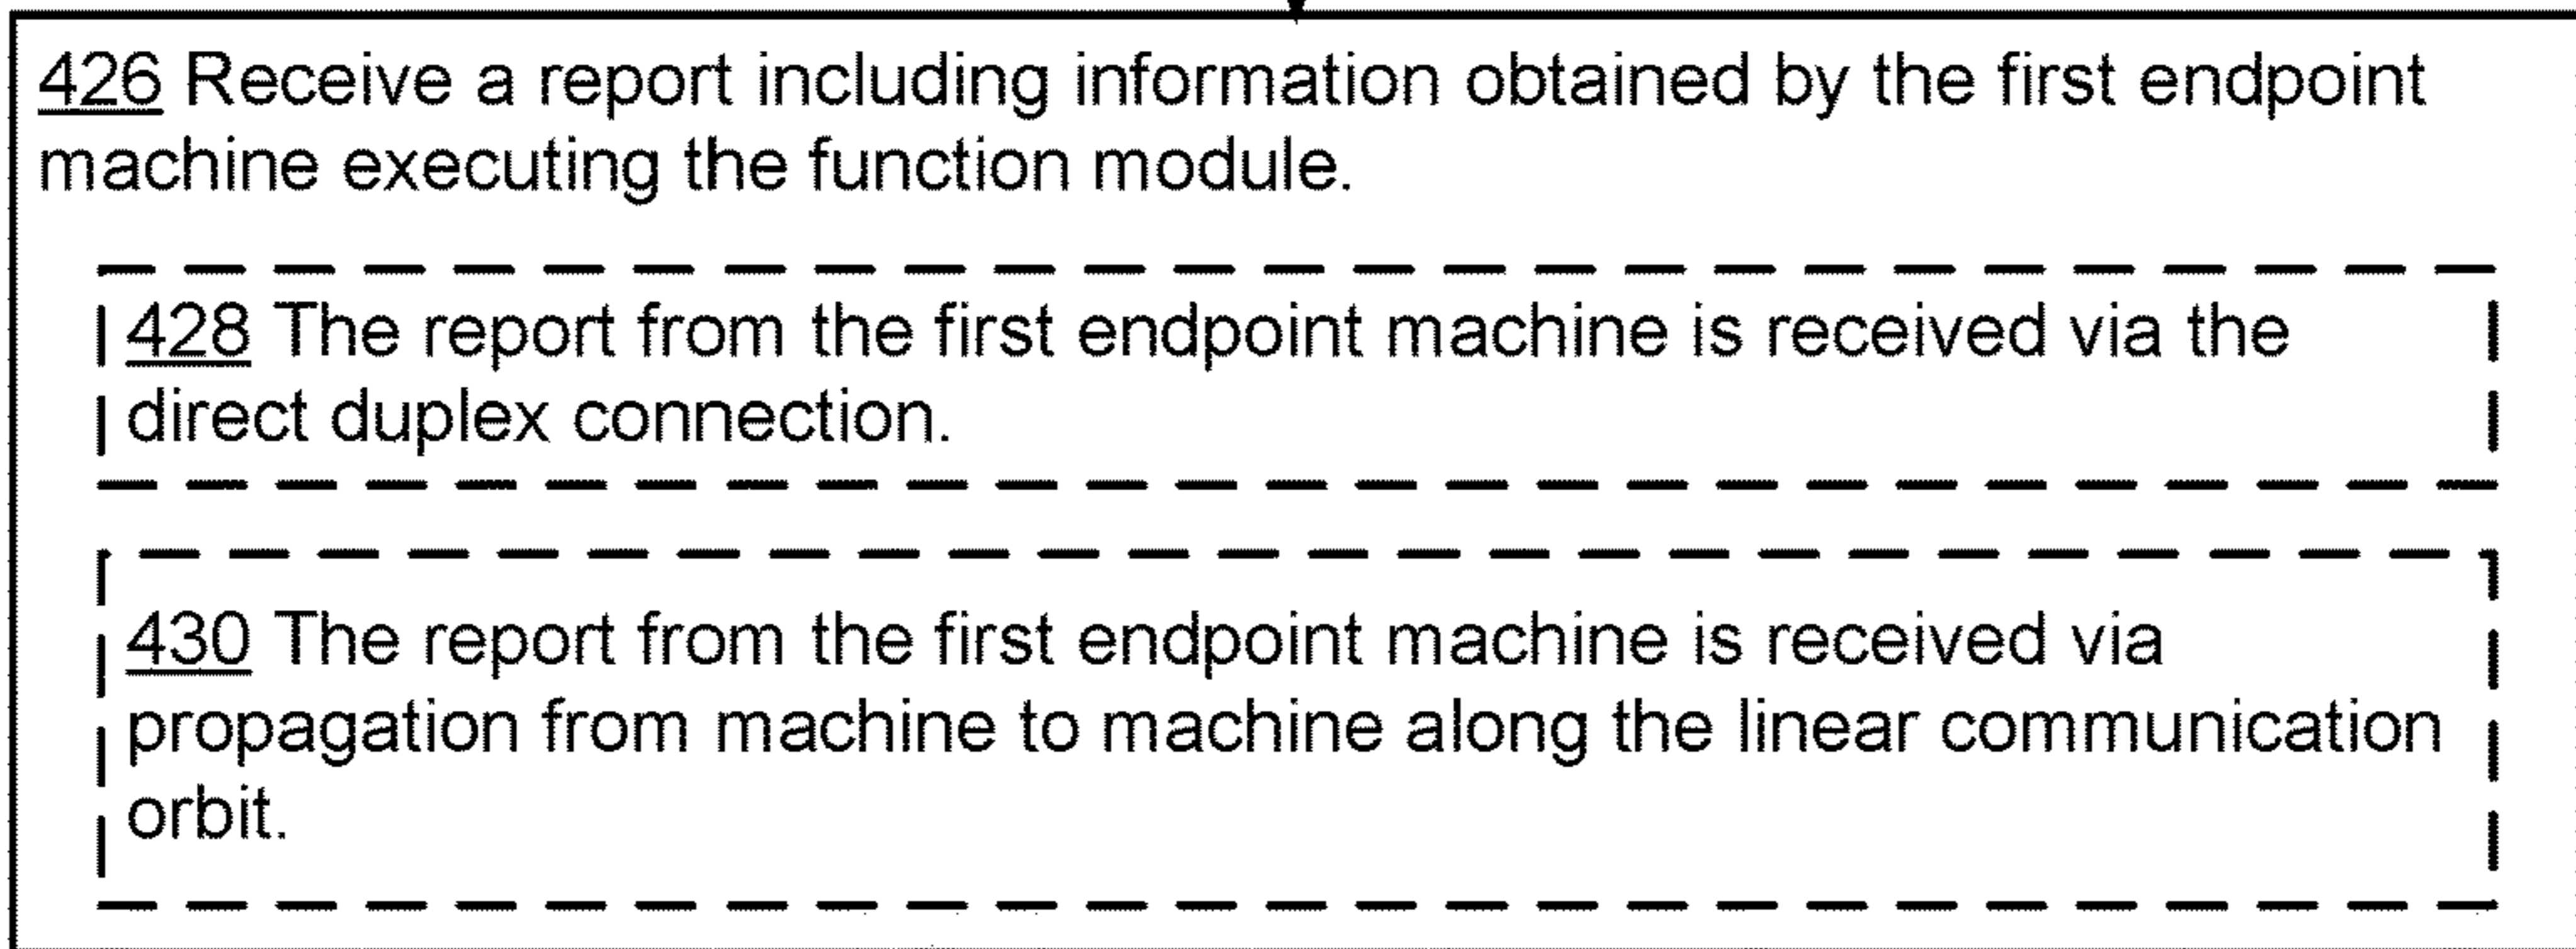 426 Receive a report including information obtained by the first endpoint
machine executing the function module.
428 The report from the first endpoint machine is received via the
direct duplex connection.
430 The report from the first endpoint machine is received via
propagation from machine to machine along the linear communication
orbit.